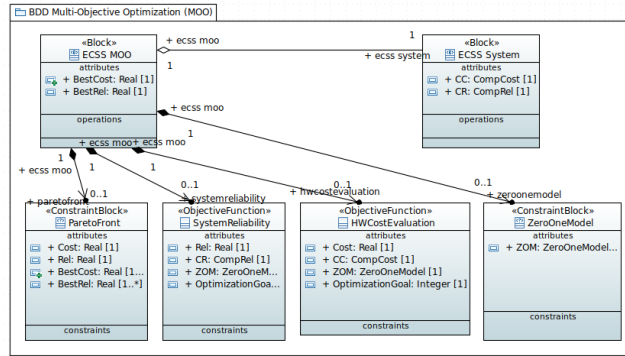 BDD Multi-Objective Optimization (MOO)
«Block»
ECSS MOO
attributes
+ BestCost: Real [1]
+ BestRel: Real [1]
operations
+ ecss moo
1
1
+ ecss system
«Block»
ECSS System
attributes
+ CC: CompCost [1]
+ CR: CompRel [1]
operations
+ ecss moo
1
+ ecss moo
+ ecss moo
1
+ ecss moo
1
1
0..1
+ paretofront
0..1
+systemreliability
0..1
+ hwcostevaluation
0..1
+ zeroonemodel
«ConstraintBlock»
ParetoFront
attributes
+ Cost: Real [1]
+ Rel: Real [1]
+ BestCost: Real [1...
+ BestRel: Real [1..*]
constraints
«ObjectiveFunction»
SystemReliability
attributes
+ Rel: Real [1]
+ CR: CompRel [1]
+ ZOM: ZeroOneM...
+ OptimizationGoa...
constraints
«ObjectiveFunction»
HWCostEvaluation
attributes
+ Cost: Real [1]
+ CC: CompCost [1]
+ ZOM: ZeroOneModel [1]
+ OptimizationGoal: Integer [1]
constraints
«ConstraintBlock»
ZeroOneModel
attributes
+ ZOM: ZeroOneModel...
constraints